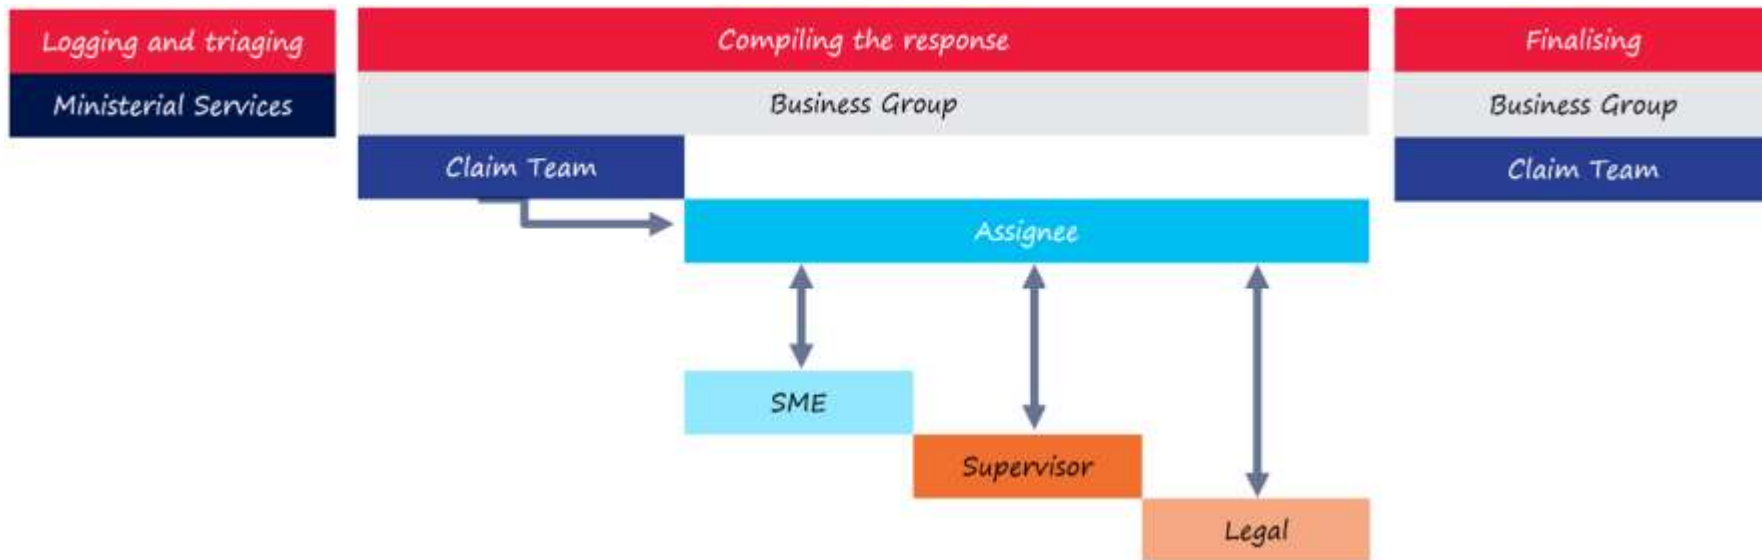 Logging and triaging
Ministerial Services
Compiling the response
Business Group
Claim Team
Assignee
SME
Supervisor
Legal
Finalising
Business Group
Claim Team